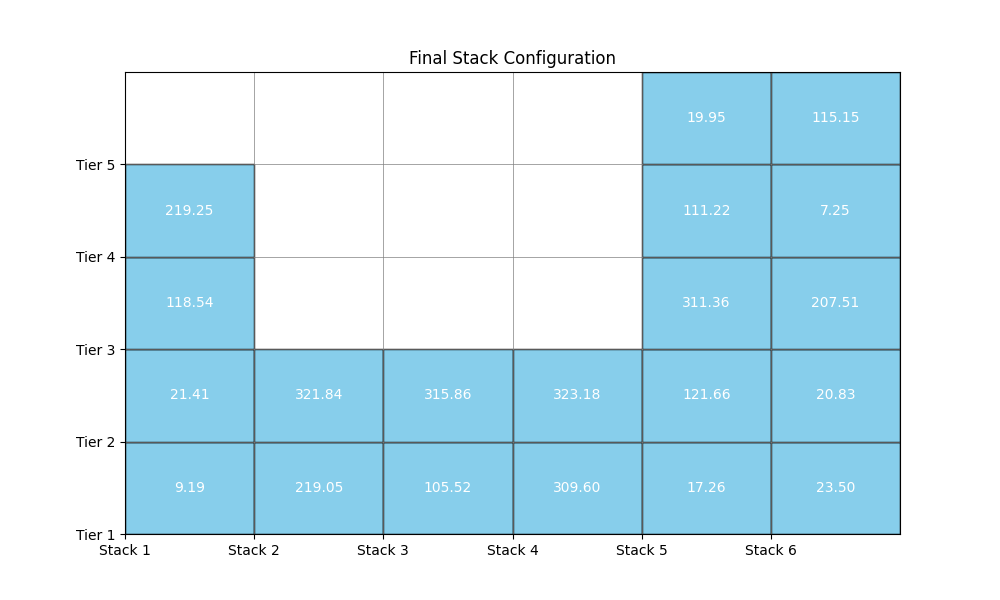 Final Stack Configuration
19.95 115.15
Tier 5
219.25 111.22 7.25
Tier 4
118.54 311.36 207.51
Tier 3
21.41 321.84 315.86 323.18 121.66 20.83
Tier 2
9.19 219.05 105.52 309.60 17.26 23.50
Tier 1
Stack 1 Stack 2 Stack 3 Stack 4 Stack 5 Stack 6